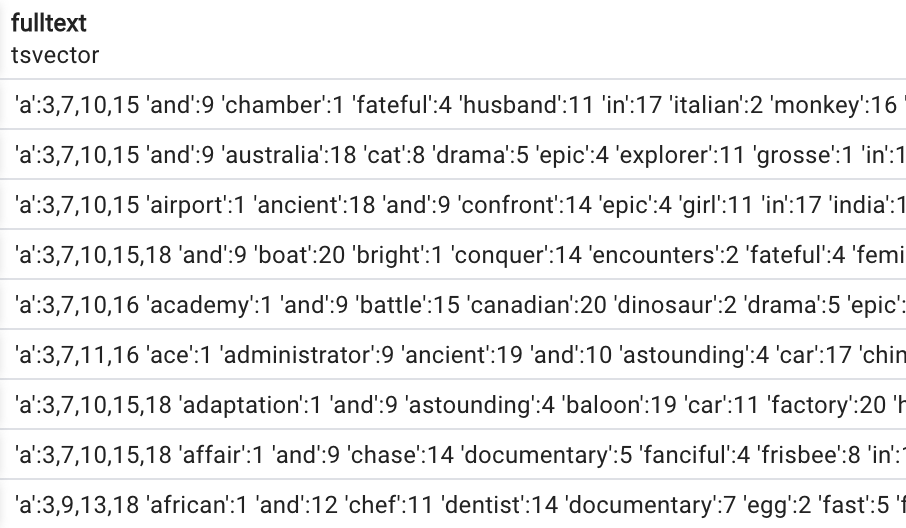 fulltext
tsvector
'a':3,7,10,15 'and':9 'chamber':1 'fateful':4 'husband':11 'in':17 'italian':2 'monkey':16 '
'a':3,7,10,15 'and':9 'australia':18 'cat':8 'drama':5 'epic':4 'explorer':11 'grosse':1 'in':1
'a':3,7,10,15 'airport':1 'ancient':18 'and':9 'confront':14 'epic':4 'girl':11 'in':17 'india':1
'a':3,7,10,15,18 'and':9 'boat':20 'bright':1 'conquer':14 'encounters':2 'fateful':4 'femi
'a':3,7,10,16 'academy':1 'and':9 'battle':15 'canadian':20 'dinosaur':2 'drama':5 'epic':
'a':3,7,11,16 'ace':1 'administrator':9 'ancient':19 'and':10 'astounding':4 'car':17 'chin
'a':3,7,10,15,18 'adaptation':1 'and':9 'astounding':4 'baloon':19 'car':11 'factory':20 'h
'a':3,7,10,15,18 'affair':1 'and':9 'chase':14 'documentary':5 'fanciful':4 'frisbee':8 'in':1
'a':3,9,13,18 'african':1 'and':12 'chef':11 'dentist':14 'documentary':7 'egg':2 'fast':5 'f